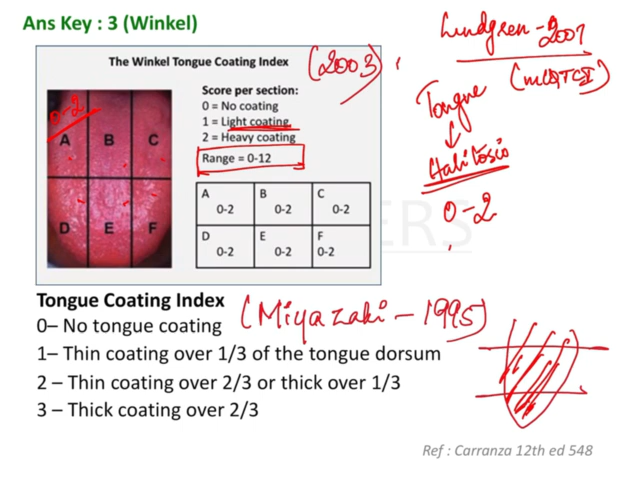 Ans Key : 3 (Winkel)
Lundgren - 2007
(2003)
The Winkel Tongue Coating Index
Score per section:
0 = No coating
1 = Light coating
2 = Heavy coating
Range = 0-12
Tongue
Halitosis
0-2
0-2
A B C
D E F
A B C
0-2 0-2 0-2
D E F
0-2 0-2 0-2
ERS
Tongue Coating Index
(Miyazaki - 1995)
0– No tongue coating
1– Thin coating over 1/3 of the tongue dorsum
2 – Thin coating over 2/3 or thick over 1/3
3 – Thick coating over 2/3
Ref : Carranza 12th ed 548